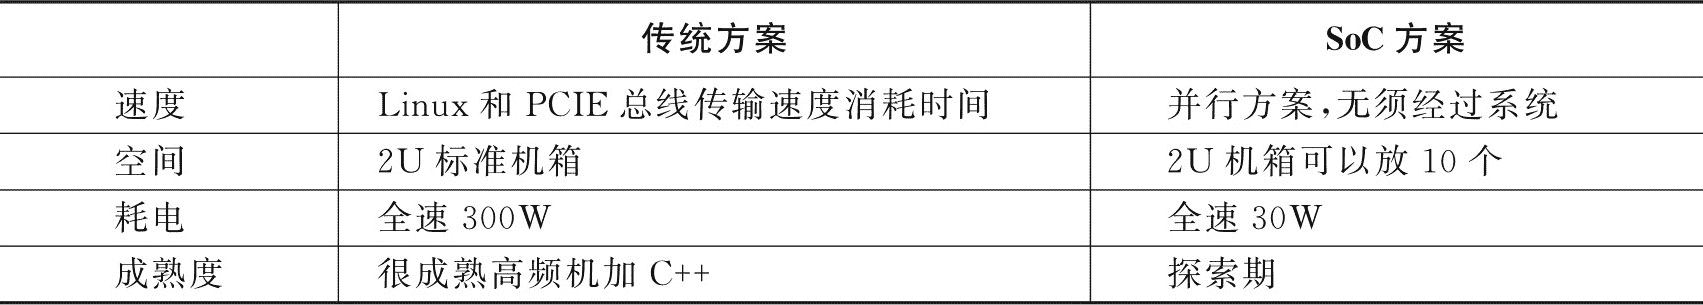 传统方案 SoC 方案
速度 Linux 和 PCIE 总线传输速度消耗时间 并行方案,无须经过系统
空间 2U 标准机箱 2U 机箱可以放 10 个
耗电 全速 300W 全速 30W
成熟度 很成熟高频机加 C++ 探索期